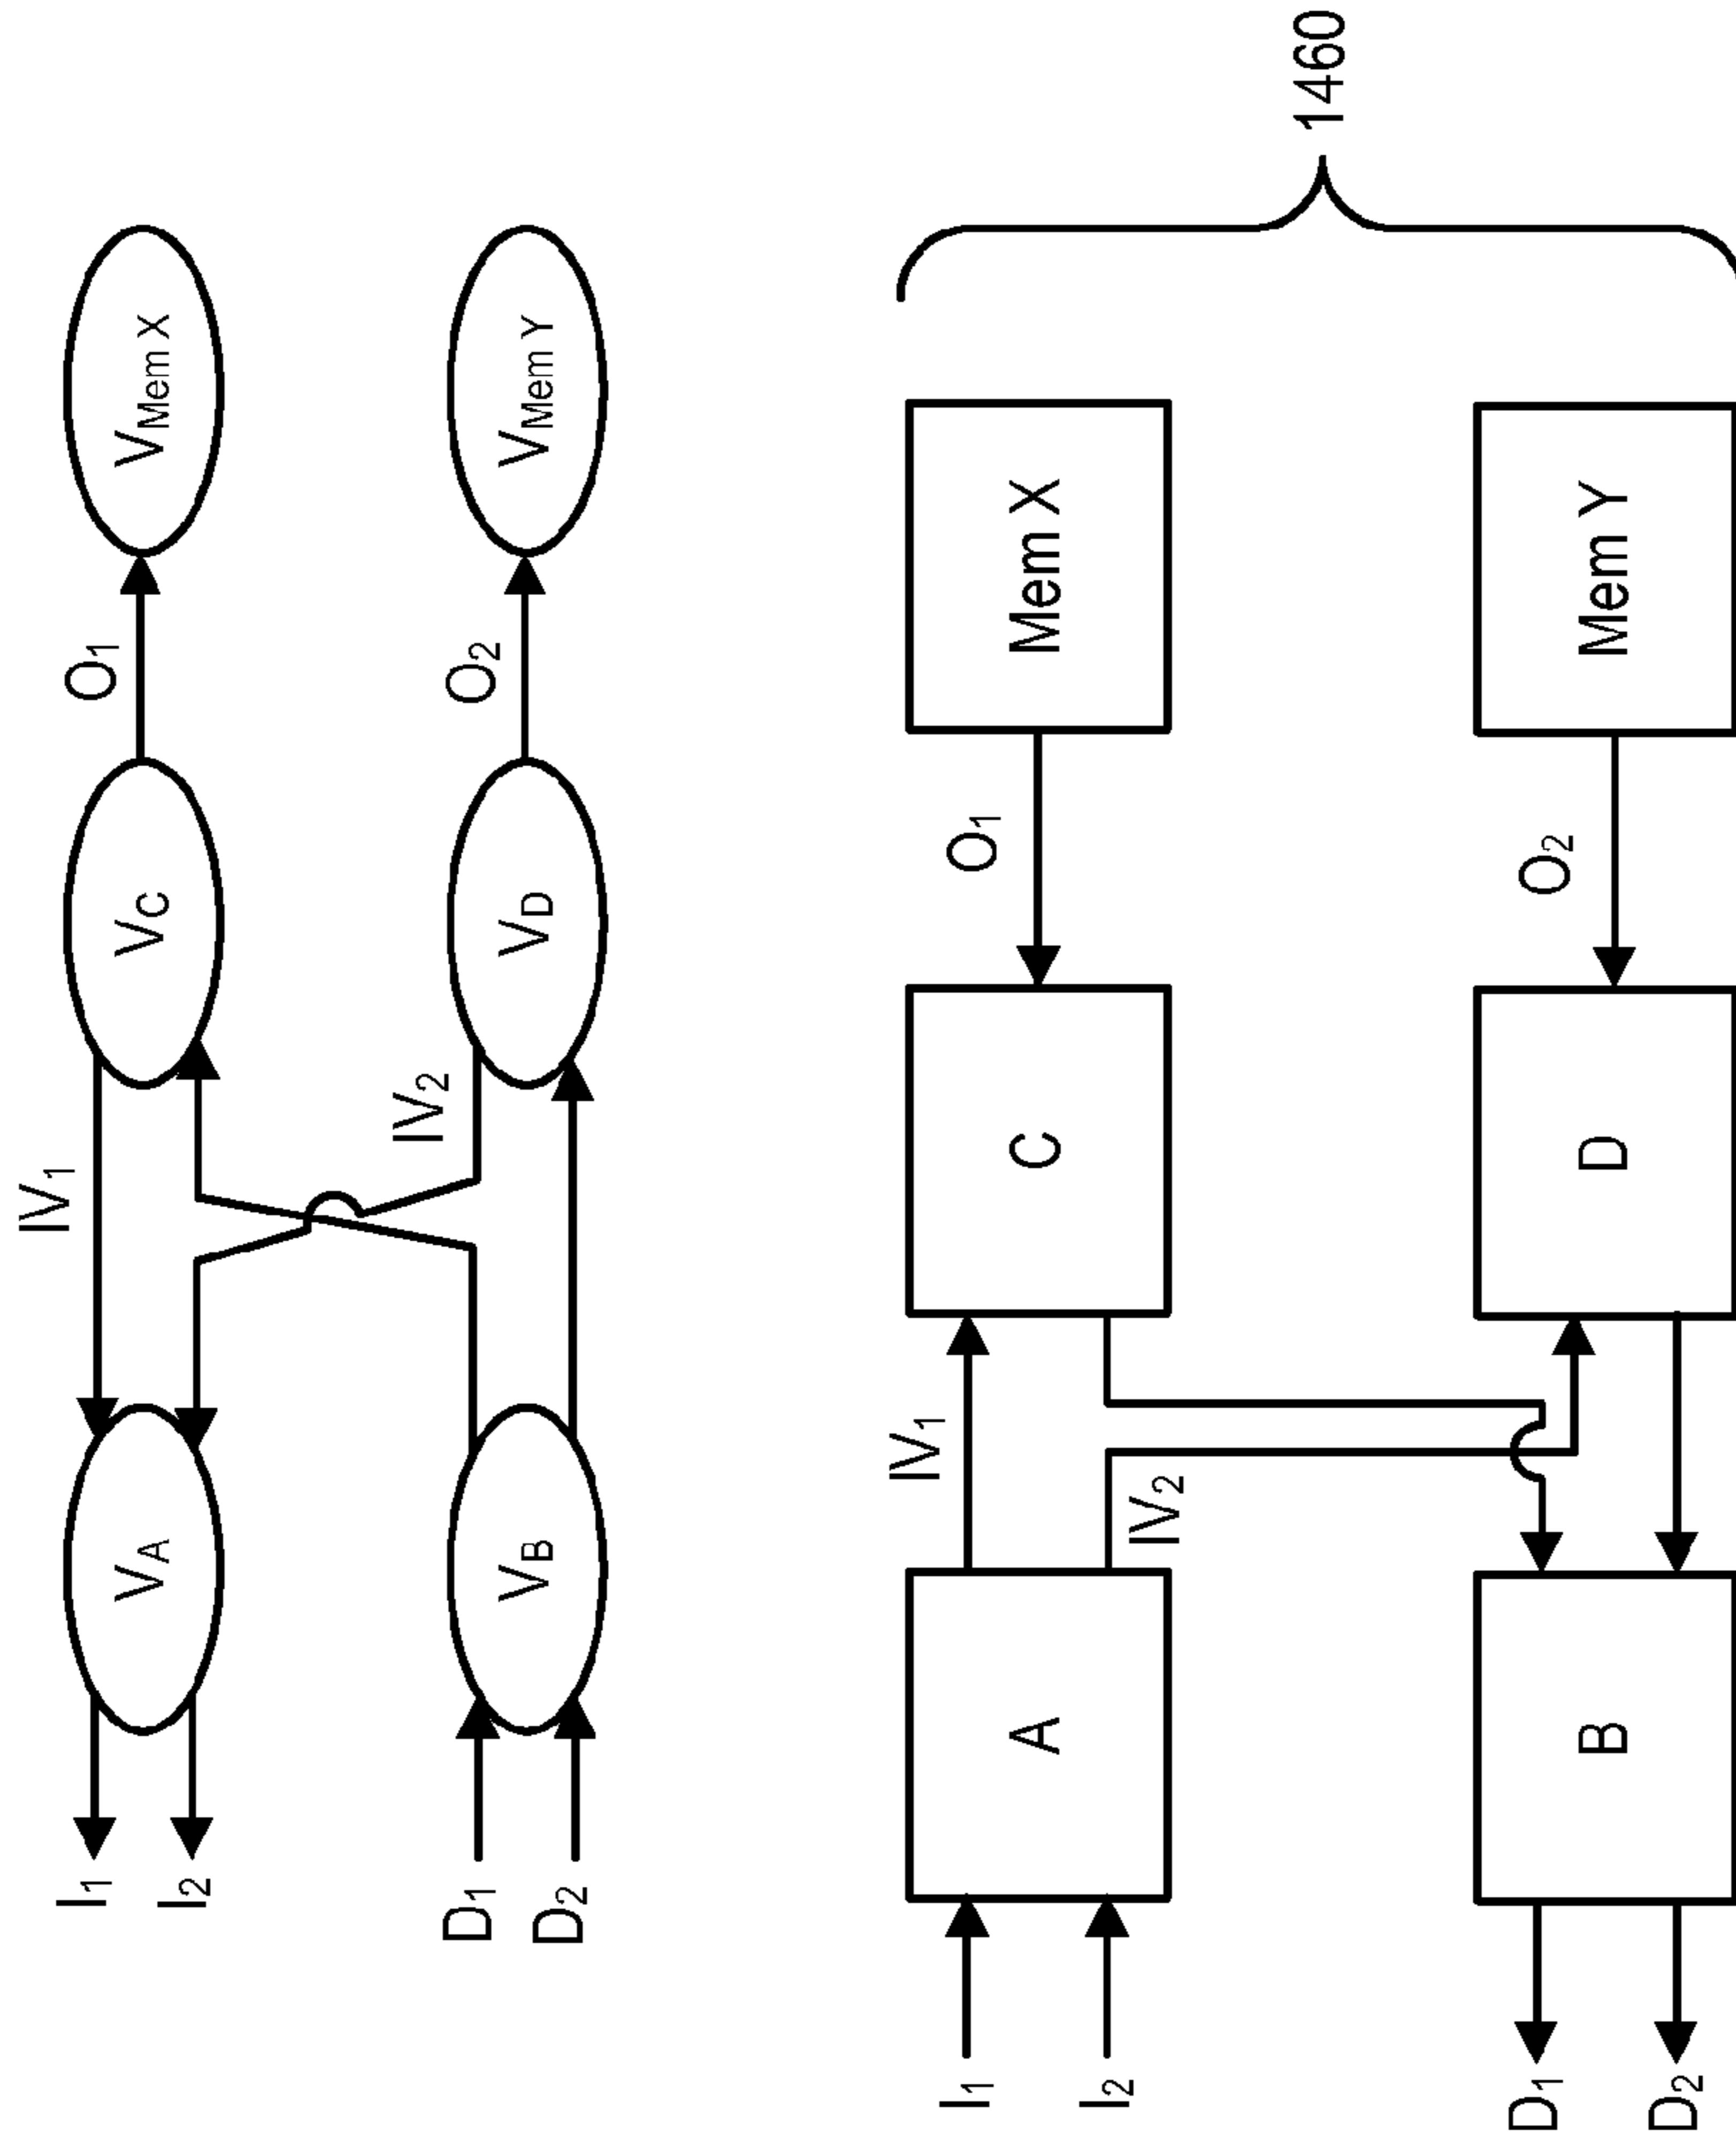 I1
I2
VA
IV1
VC
O1
VMem X
D1
D2
VB
IV2
VD
O2
VMem Y
I1
I2
A
IV1
IV2
C
O1
Mem X
D1
D2
B
D
O2
Mem Y
1460